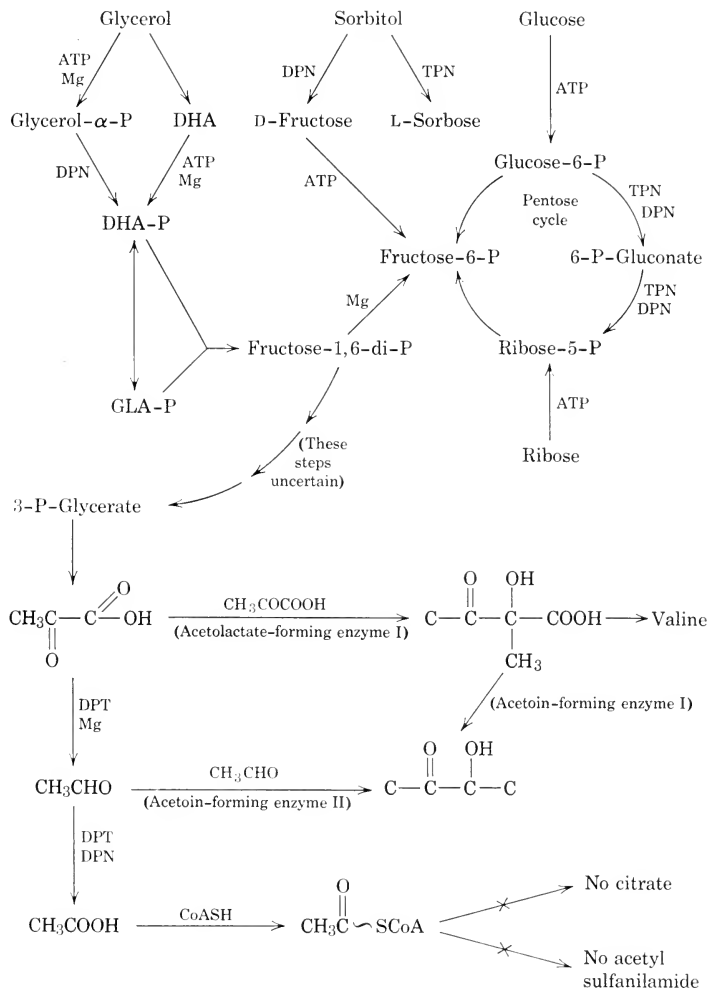 Glycerol Sorbitol Glucose
ATP
Mg
DPN TPN
ATP
Glycerol-α-P DHA D-Fructose L-Sorbose
DPN
ATP
Mg
ATP
Glucose-6-P
TPN
DPN
Pentose
cycle
DHA-P
Fructose-6-P 6-P-Gluconate
TPN
DPN
Mg
Fructose-1,6-di-P Ribose-5-P
GLA-P
ATP
Ribose
(These
steps
uncertain)
3-P-Glycerate
O
O OH
CH3C—C—OH CH3COCOOH C—C—C—COOH Valine
(Acetolactate-forming enzyme I)
O
CH3
DPT
Mg
(Acetoin-forming enzyme I)
O OH
CH3CHO CH3CHO C—C—C—C
(Acetoin-forming enzyme II)
DPT
DPN
O
No citrate
CH3COOH CoASH CH3C~SCoA
No acetyl
sulfanilamide